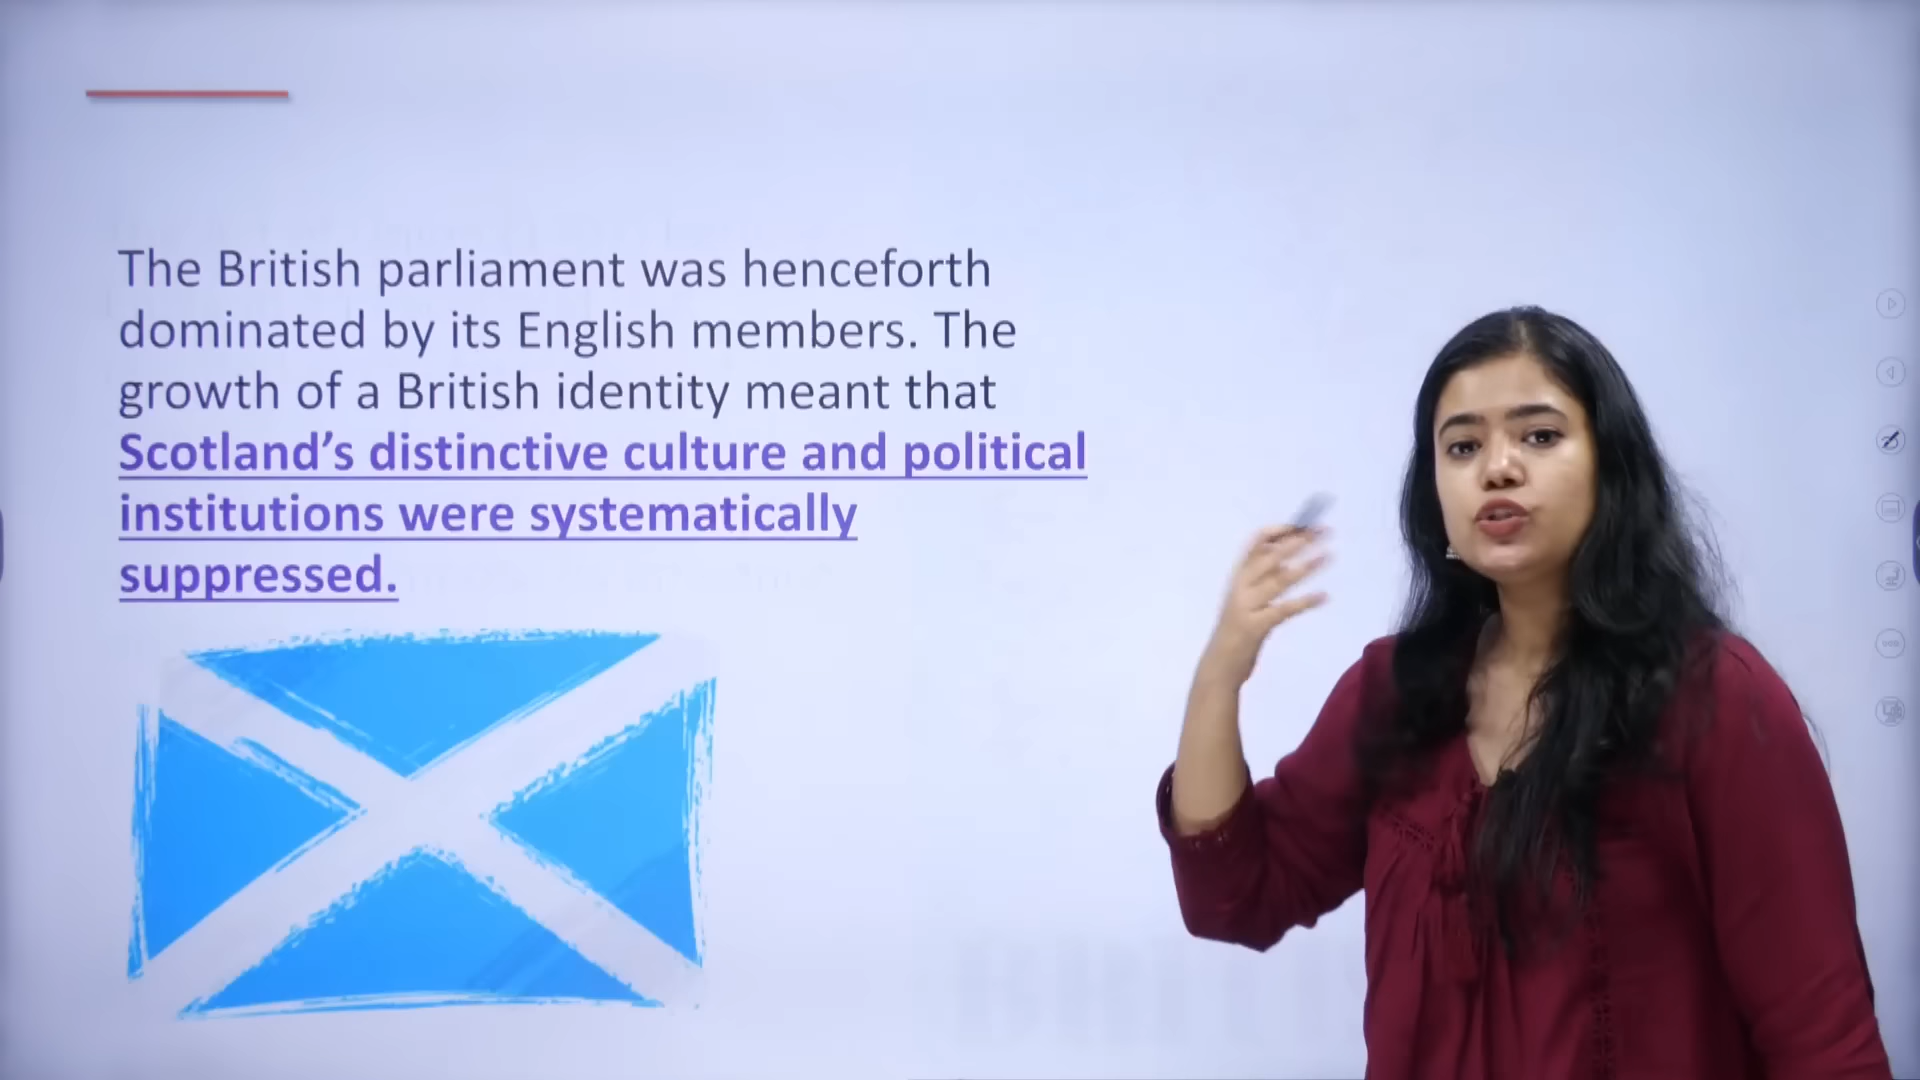 The British parliament was henceforth
dominated by its English members. The
growth of a British identity meant that
Scotland’s distinctive culture and political
institutions were systematically
suppressed.